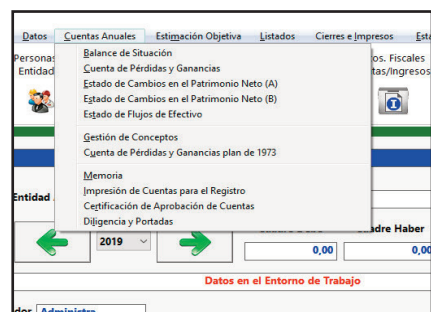 Datos Cuentas Anuales Estimación Objetiva Listados Cierres e Impresos
Personas
Entidad
Balance de Situación
Cuenta de Pérdidas y Ganancias
Estado de Cambios en el Patrimonio Neto (A)
Estado de Cambios en el Patrimonio Neto (B)
Estado de Flujos de Efectivo
Gestión de Conceptos
Cuenta de Pérdidas y Ganancias plan de 1973
Memoria
Impresión de Cuentas para el Registro
Certificación de Aprobación de Cuentas
Diligencia y Portadas
os. Fiscales
tas/Ingresos
Entidad
2019
adre Haber
0,00 0,00
Datos en el Entorno de Trabajo
dor Administra